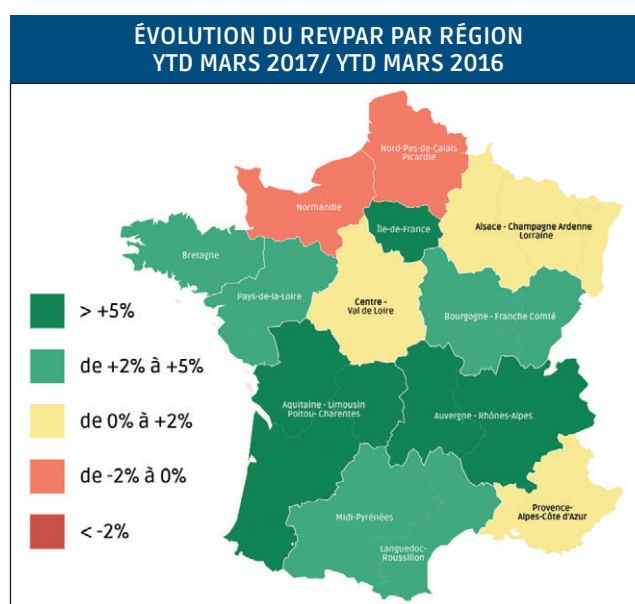 ÉVOLUTION DU REVPAR PAR RÉGION
YTD MARS 2017/ YTD MARS 2016
Nord-Pas-de-Calais
Picardie
Normandie
Île-de-France
Alsace - Champagne Ardenne
Lorraine
Bretagne
Pays-de-la-Loire
Centre -
Val de Loire
Bourgogne - Franche Comté
> +5%
de +2% à +5%
de 0% à +2%
de -2% à 0%
< -2%
Aquitaine - Limousin
Poitou- Charentes
Auvergne - Rhônes-Alpes
Midi-Pyrénées
Languedoc-
Roussillon
Provence-
Alpes-Côte d'Azur